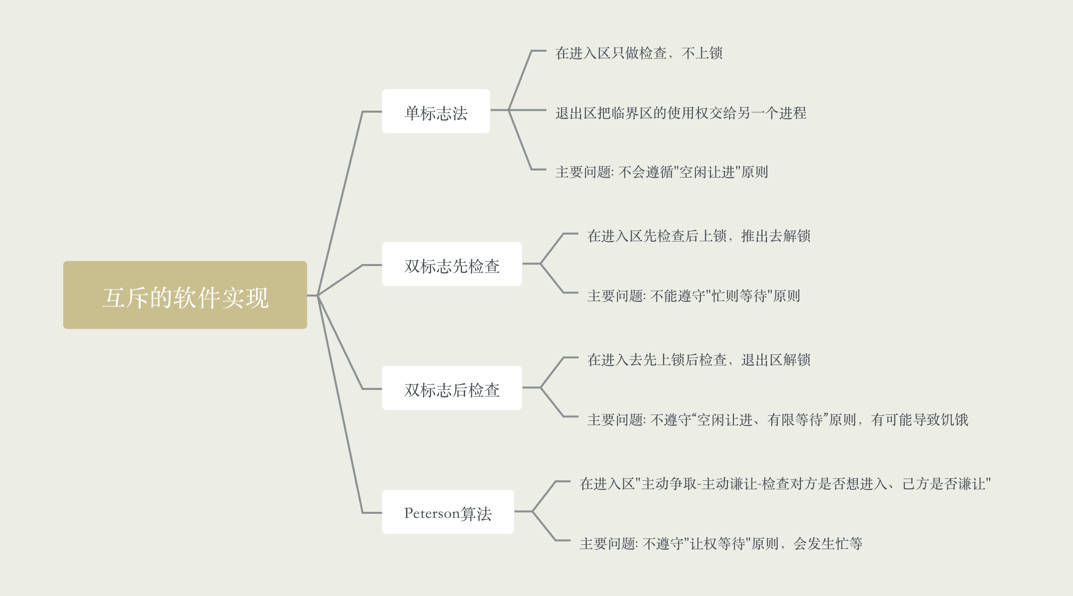 互斥的软件实现
单标志法
在进入区只做检查，不上锁
退出区把临界区的使用权交给另一个进程
主要问题: 不会遵循"空闲让进"原则
双标志先检查
在进入区先检查后上锁，推出去解锁
主要问题: 不能遵守"忙则等待"原则
双标志后检查
在进入去先上锁后检查，退出区解锁
主要问题: 不遵守“空闲让进、有限等待”原则，有可能导致饥饿
Peterson算法
在进入区"主动争取-主动谦让-检查对方是否想进入、己方是否谦让"
主要问题: 不遵守"让权等待"原则，会发生忙等